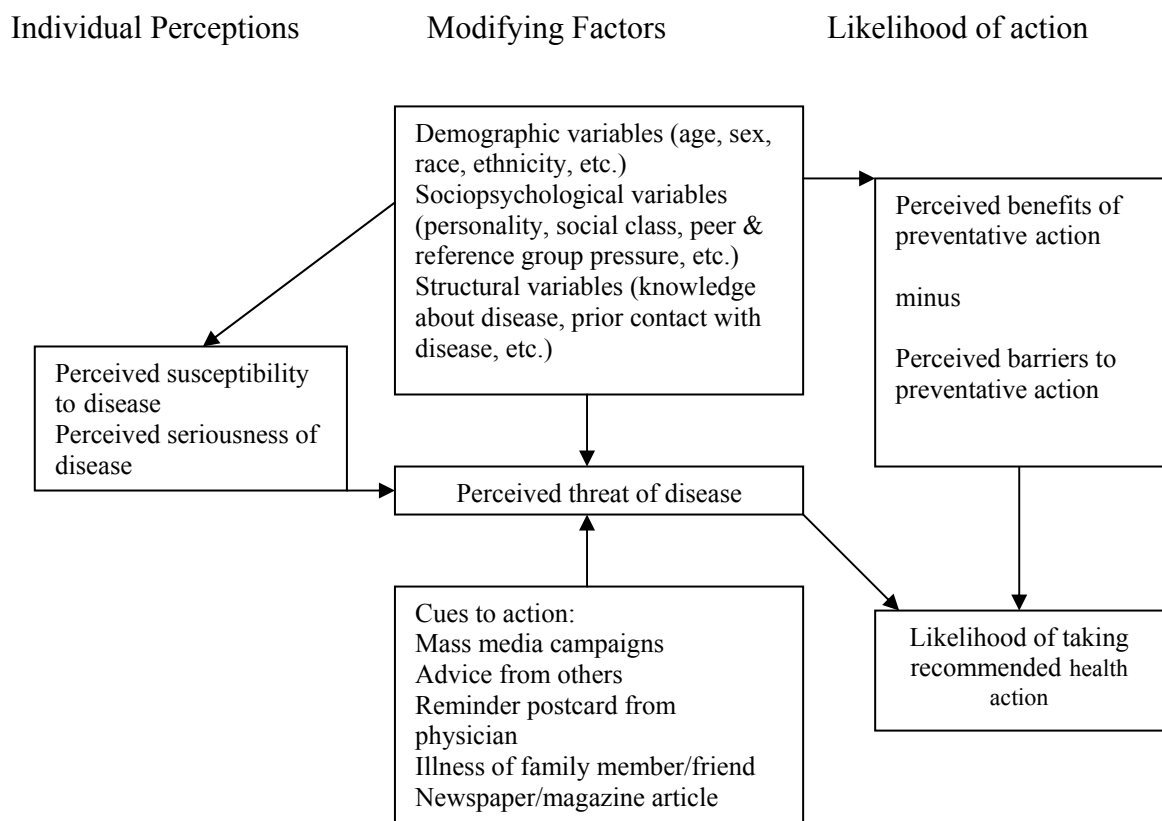 Individual Perceptions
Modifying Factors
Likelihood of action
Demographic variables (age, sex,
race, ethnicity, etc.)
Sociopsychological variables
(personality, social class, peer &
reference group pressure, etc.)
Structural variables (knowledge
about disease, prior contact with
disease, etc.)
Perceived benefits of
preventative action
minus
Perceived barriers to
preventative action
Perceived susceptibility
to disease
Perceived seriousness of
disease
Perceived threat of disease
Cues to action:
Mass media campaigns
Advice from others
Reminder postcard from
physician
Illness of family member/friend
Newspaper/magazine article
Likelihood of taking
recommended health
action